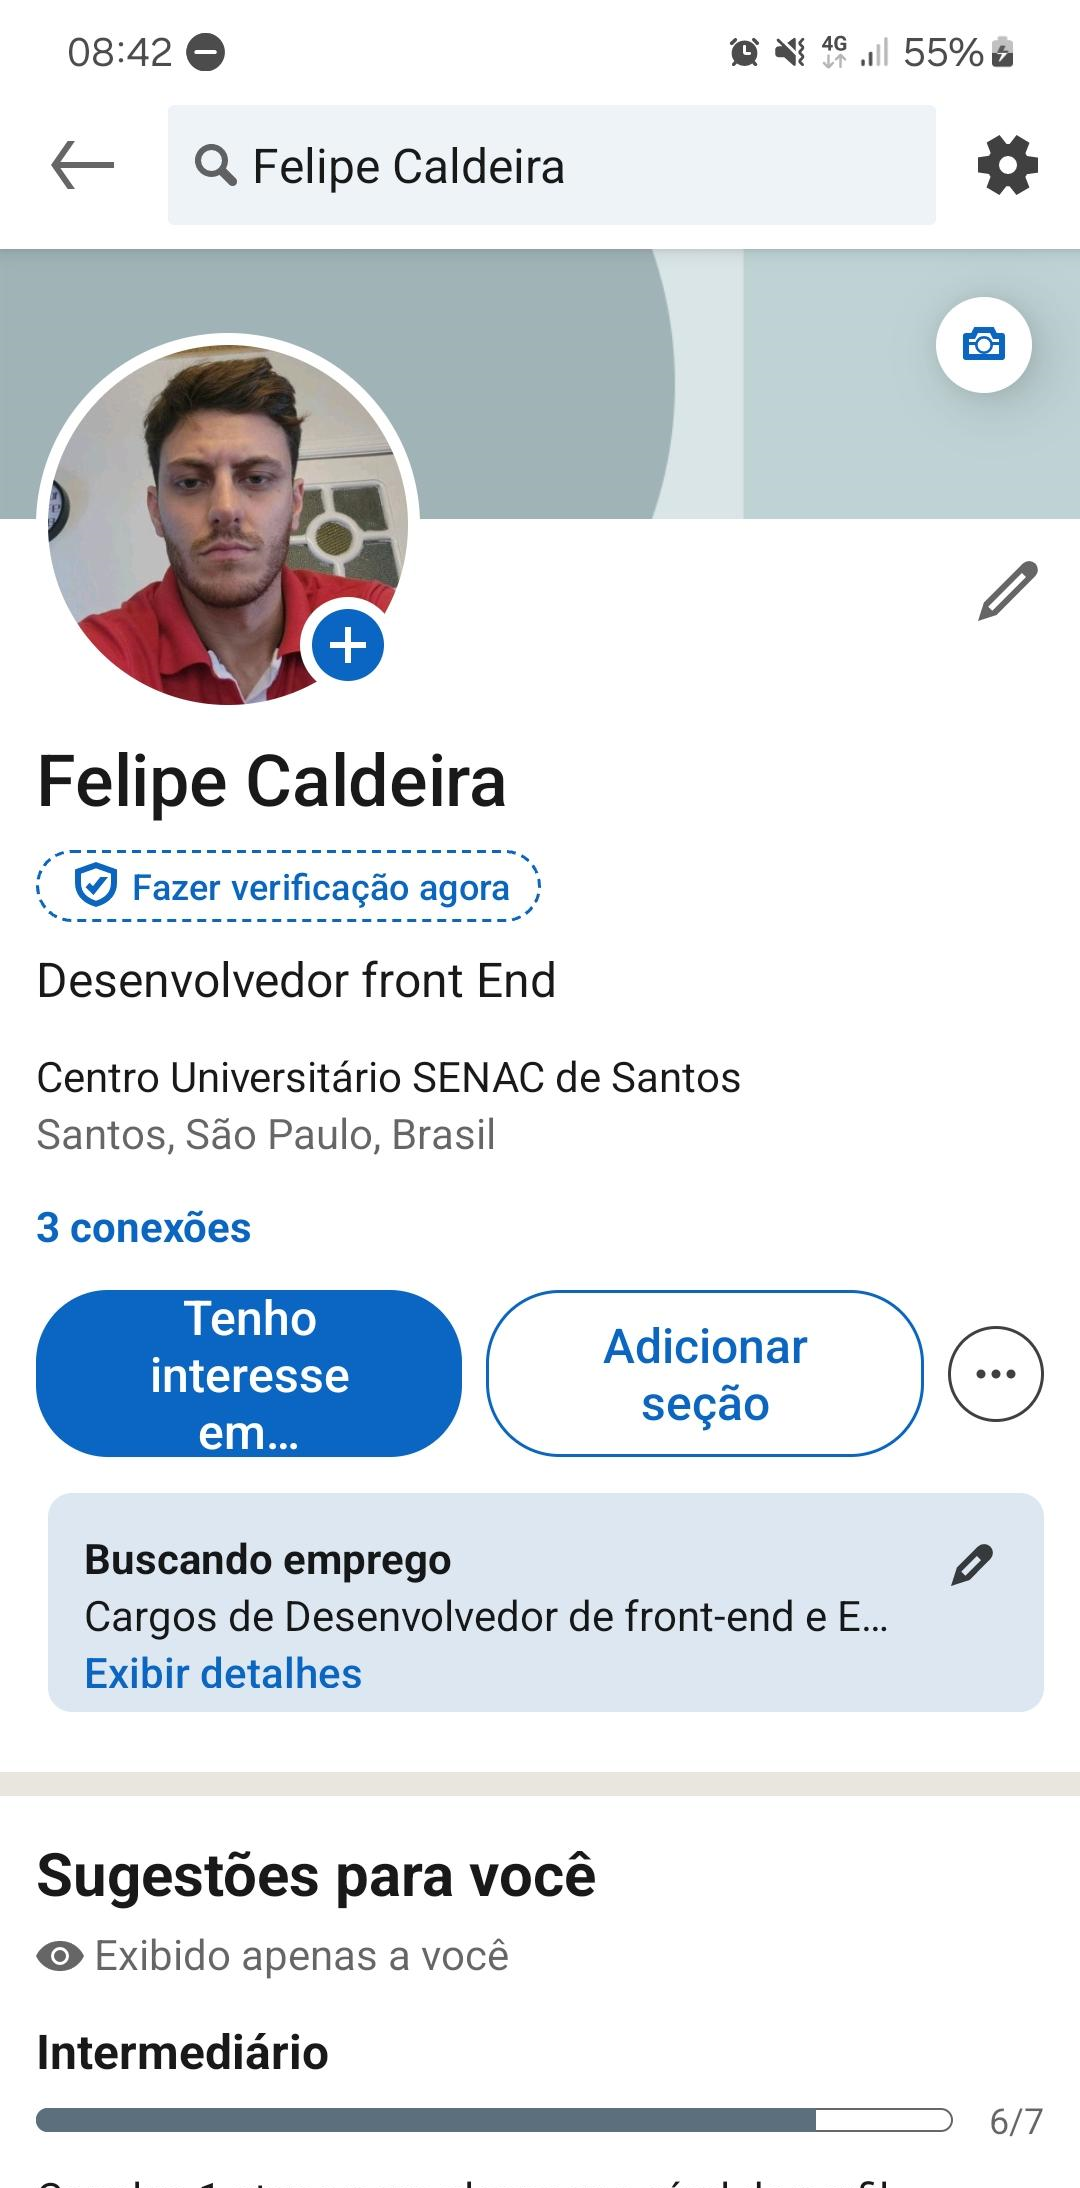 08:42
4G
55%
Felipe Caldeira
Felipe Caldeira
Fazer verificação agora
Desenvolvedor front End
Centro Universitário SENAC de Santos
Santos, São Paulo, Brasil
3 conexões
Tenho
interesse
em...
Adicionar
seção
Buscando emprego
Cargos de Desenvolvedor de front-end e E...
Exibir detalhes
Sugestões para você
Exibido apenas a você
Intermediário
6/7